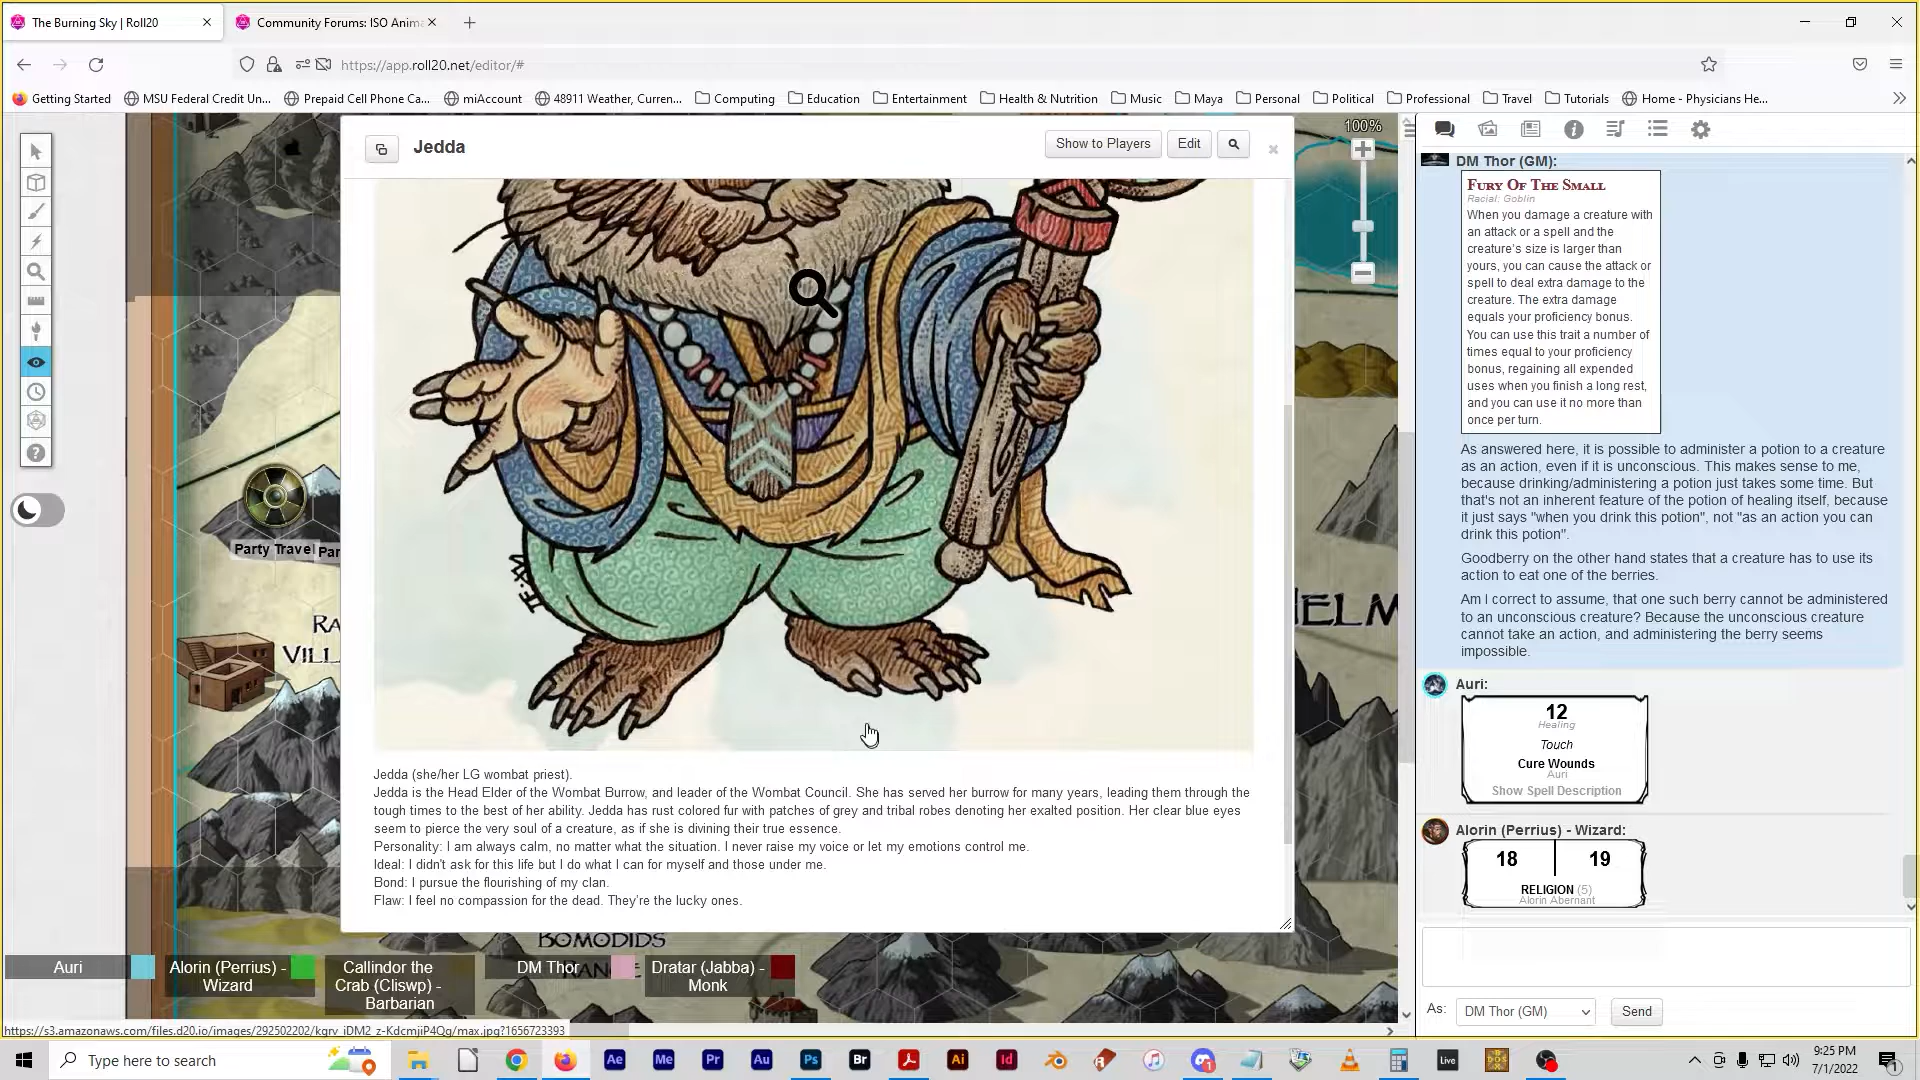 The Burning Sky | Roll20
Community Forums: ISO Anima
https://app.roll20.net/editor/#
Getting Started
MSU Federal Credit Un...
Prepaid Cell Phone Ca...
miAccount
48911 Weather, Curren...
Computing
Education
Entertainment
Health & Nutrition
Music
Maya
Personal
Political
Professional
Travel
Tutorials
Home - Physicians He...
Jedda
Show to Players
Edit
100%
Jedda (she/her LG wombat priest).
Jedda is the Head Elder of the Wombat Burrow, and leader of the Wombat Council. She has served her burrow for many years, leading them through the
tough times to the best of her ability. Jedda has rust colored fur with patches of grey and tribal robes denoting her exalted position. Her clear blue eyes
seem to pierce the very soul of a creature, as if she is divining their true essence.
Personality: I am always calm, no matter what the situation. I never raise my voice or let my emotions control me.
Ideal: I didn't ask for this life but I do what I can for myself and those under me.
Bond: I pursue the flourishing of my clan.
Flaw: I feel no compassion for the dead. They're the lucky ones.
Party Travel
Par
RA
VILL
HELM
BOMODIDS
RANGE
DM Thor (GM):
Fury Of The Small
Racial: Goblin
When you damage a creature with
an attack or a spell and the
creature's size is larger than
yours, you can cause the attack or
spell to deal extra damage to the
creature. The extra damage
equals your proficiency bonus.
You can use this trait a number of
times equal to your proficiency
bonus, regaining all expended
uses when you finish a long rest,
and you can use it no more than
once per turn.
As answered here, it is possible to administer a potion to a creature
as an action, even if it is unconscious. This makes sense to me,
because drinking/administering a potion just takes some time. But
that's not an inherent feature of the potion of healing itself, because
it just says "when you drink this potion", not "as an action you can
drink this potion".
Goodberry on the other hand states that a creature has to use its
action to eat one of the berries.
Am I correct to assume, that one such berry cannot be administered
to an unconscious creature? Because the unconscious creature
cannot take an action, and administering the berry seems
impossible.
Auri:
12
Healing
Touch
Cure Wounds
Auri
Show Spell Description
Alorin (Perrius) - Wizard:
18
19
RELIGION (5)
Alorin Abernant
As:
DM Thor (GM)
Send
Auri
Alorin (Perrius) -
Wizard
Callindor the
Crab (Cliswp) -
Barbarian
DM Thor
Dratar (Jabba) -
Monk
https://s3.amazonaws.com/files.d20.io/images/292502202/kgrv_iDM2_z-KdcmjiP4Qg/max.jpg?1656723393
Type here to search
Ae
Me
Pr
Au
Ps
Br
Ai
Id
Live
9:25 PM
7/1/2022